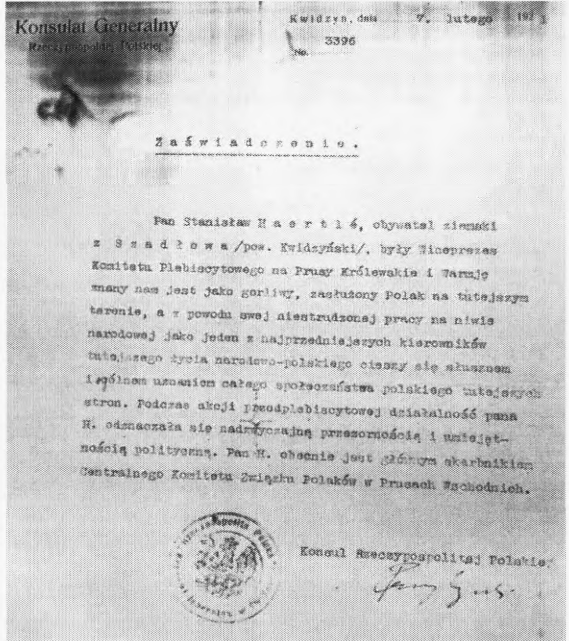 Konsulat Generalny
Rzeczypospolitej Polskiej
Kwidzyn, dnia 7. lutego 192
No. 3396
Zaświadczenie.
Pan Stanisław Haertlé, obywatel ziemski
z Szadłowa /pow. Kwidzyński/, były Wiceprezes
Komitetu Plebiscytowego na Prusy Królewskie i Warmję
znany nam jest jako gorliwy, zasłużony Polak na tutejszym
terenie, a z powodu swej niestrudzonej pracy na niwie
narodowej jako jeden z najprzedniejszych kierowników
tutejszego życia narodowo-polskiego cieszy się słusznem
i ogólnem uznaniem całego społeczeństwa polskiego tutejszych
stron. Podczas akcji przedplebiscytowej działalność pana
H. odznaczała się nadzwyczajną przezornością i umiejęt-
nością polityczną. Pan H. obecnie jest głównym skarbnikiem
Centralnego Komitetu Związku Polaków w Prusach Wschodnich.
Konsul Rzeczypospolitej Polskiej
Rzeczpospolita Polska